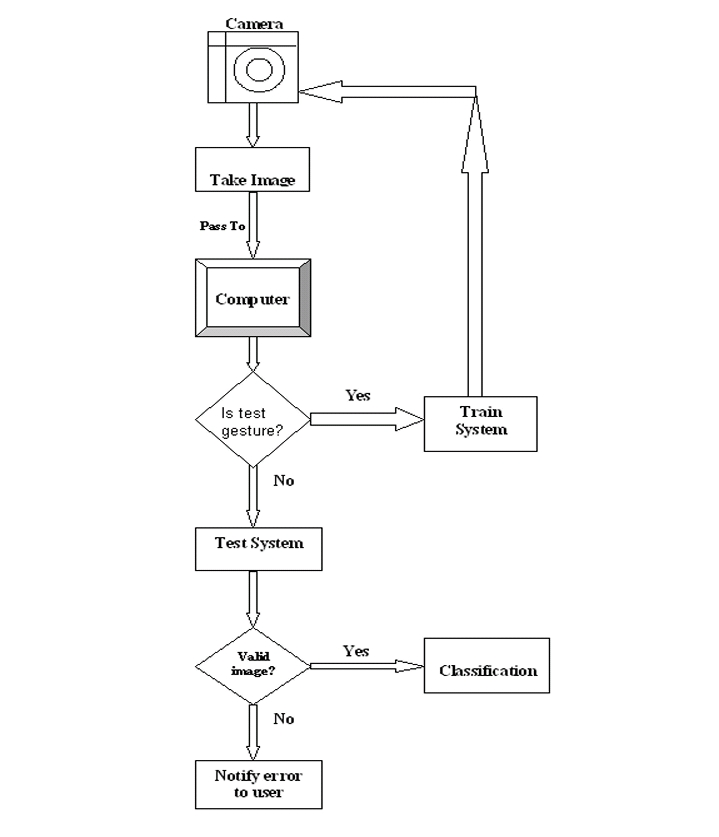 Camera
Take Image
Pass To
Computer
Is test
gesture?
Yes
Train
System
No
Test System
Valid
image?
Yes
Classification
No
Notify error
to user